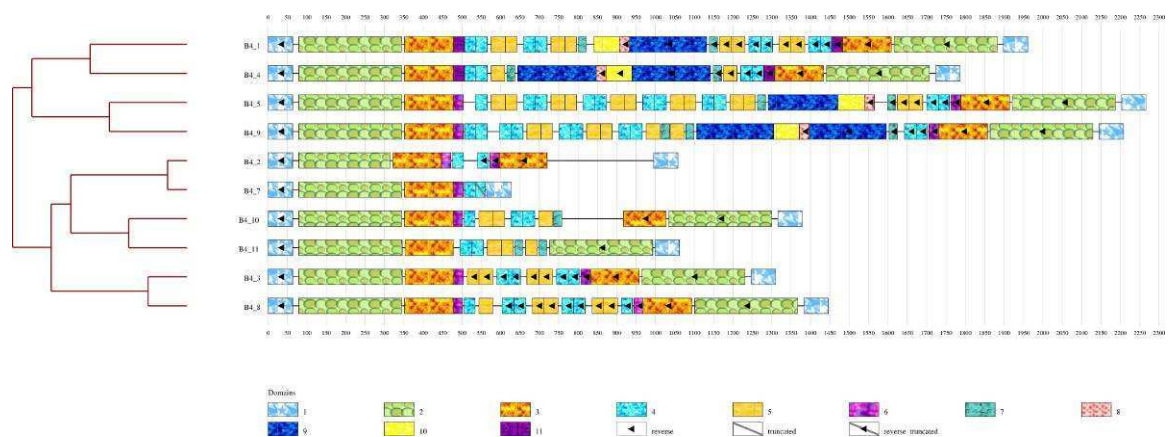 0 50 100 150 200 250 300 350 400 450 500 550 600 650 700 750 800 850 900 950 1000 1050 1100 1150 1200 1250 1300 1350 1400 1450 1500 1550 1600 1650 1700 1750 1800 1850 1900 1950 2000 2050 2100 2150 2200 2250 2300
B4_1
B4_4
B4_5
B4_9
B4_2
B4_7
B4_10
B4_11
B4_3
B4_8
0 50 100 150 200 250 300 350 400 450 500 550 600 650 700 750 800 850 900 950 1000 1050 1100 1150 1200 1250 1300 1350 1400 1450 1500 1550 1600 1650 1700 1750 1800 1850 1900 1950 2000 2050 2100 2150 2200 2250 2300
Domains
1 2 3 4 5 6 7 8
9 10 11 reverse truncated reverse truncated